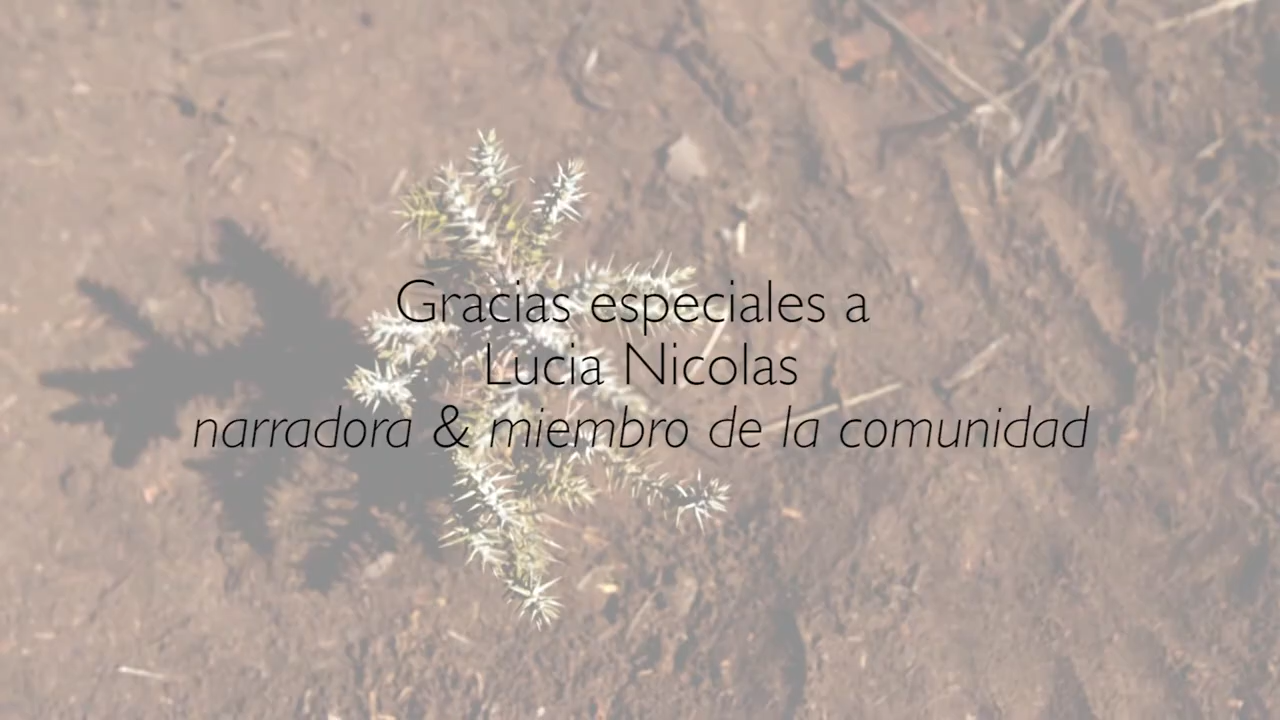 Gracias especiales a
Lucia Nicolas
narradora & miembro de la comunidad